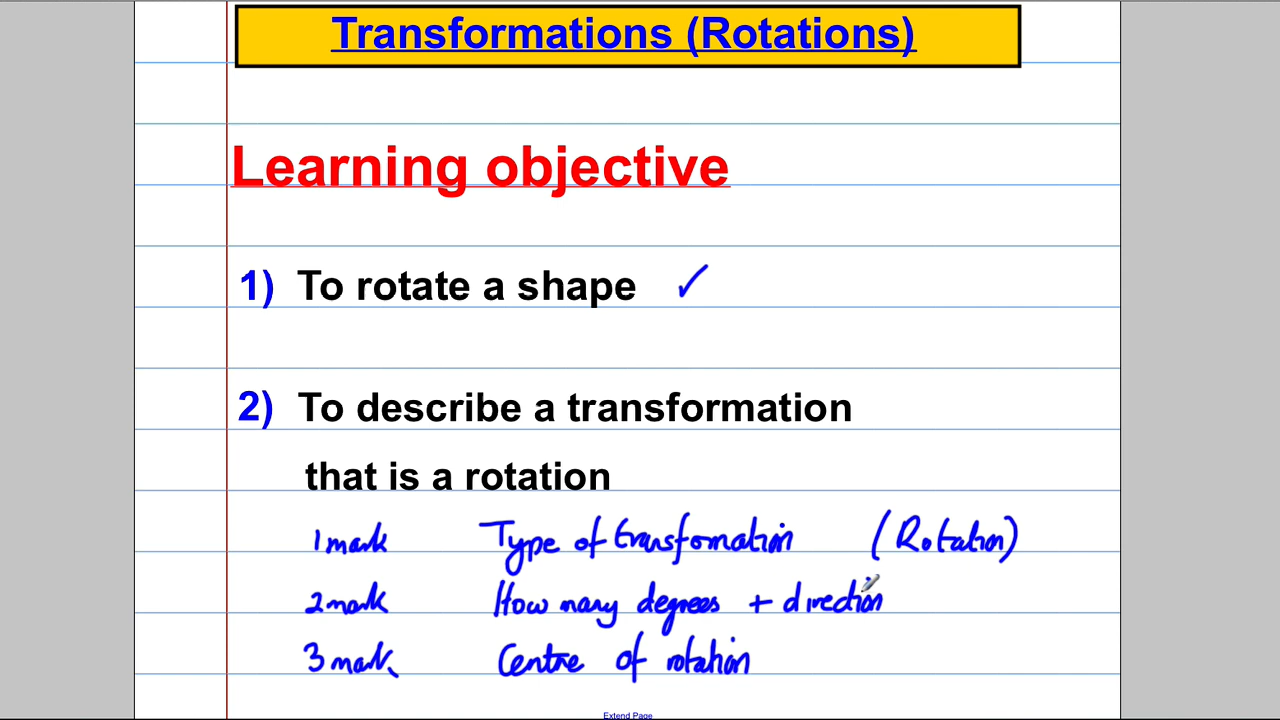 Transformations (Rotations)
Learning objective
1) To rotate a shape ✓
2) To describe a transformation
that is a rotation
1 mark Type of transformation (Rotation)
2 mark How many degrees + direction
3 mark Centre of rotation
Extend Page